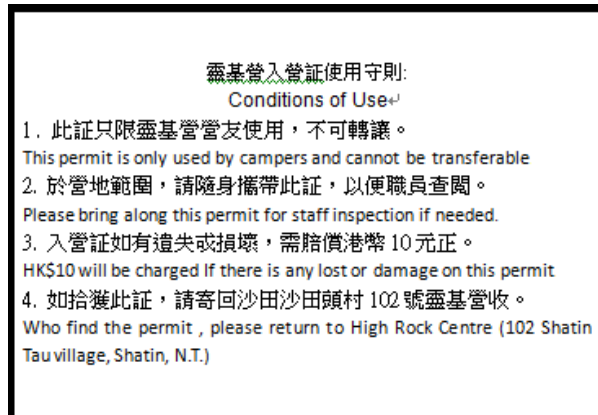 靈基營入營証使用守則:
Conditions of Use↵
1. 此証只限靈基營營友使用，不可轉讓。
This permit is only used by campers and cannot be transferable
2. 於營地範圍，請隨身攜帶此証，以便職員查閱。
Please bring along this permit for staff inspection if needed.
3. 入營証如有遺失或損壞，需賠償港幣 10 元正。
HK$10 will be charged If there is any lost or damage on this permit
4. 如拾獲此証，請寄回沙田沙田頭村 102 號靈基營收。
Who find the permit , please return to High Rock Centre (102 Shatin
Tau village, Shatin, N.T.)